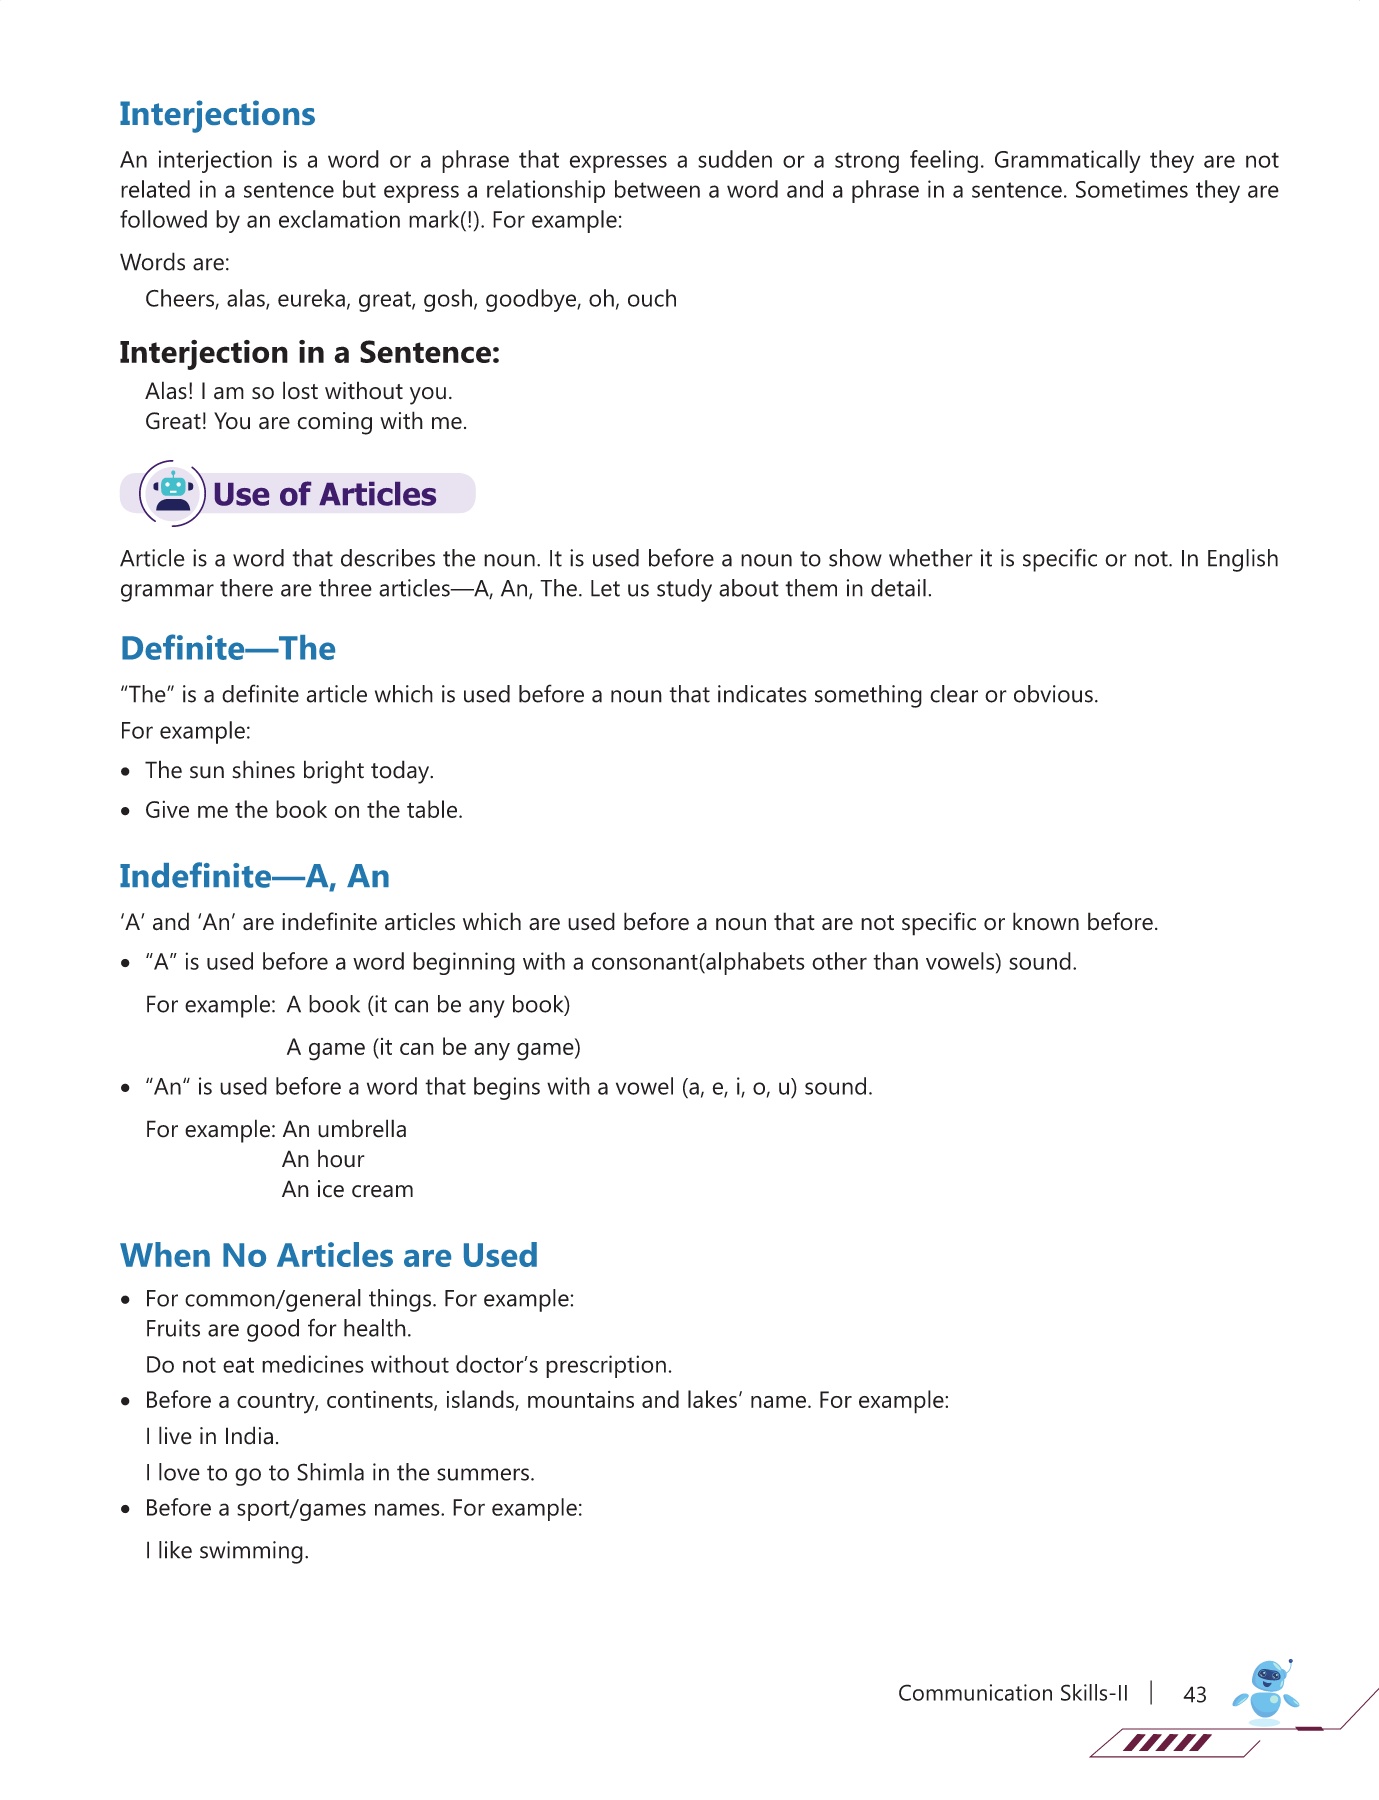 Interjections
An interjection is a word or a phrase that expresses a sudden or a strong feeling. Grammatically they are not
related in a sentence but express a relationship between a word and a phrase in a sentence. Sometimes they are
followed by an exclamation mark(!). For example:
Words are:
Cheers, alas, eureka, great, gosh, goodbye, oh, ouch
Interjection in a Sentence:
Alas! I am so lost without you.
Great! You are coming with me.
Use of Articles
Article is a word that describes the noun. It is used before a noun to show whether it is specific or not. In English
grammar there are three articles—A, An, The. Let us study about them in detail.
Definite—The
“The” is a definite article which is used before a noun that indicates something clear or obvious.
For example:
• The sun shines bright today.
• Give me the book on the table.
Indefinite—A, An
‘A’ and ‘An’ are indefinite articles which are used before a noun that are not specific or known before.
• “A” is used before a word beginning with a consonant(alphabets other than vowels) sound.
For example: A book (it can be any book)
A game (it can be any game)
• “An“ is used before a word that begins with a vowel (a, e, i, o, u) sound.
For example: An umbrella
An hour
An ice cream
When No Articles are Used
• For common/general things. For example:
Fruits are good for health.
Do not eat medicines without doctor’s prescription.
• Before a country, continents, islands, mountains and lakes’ name. For example:
I live in India.
I love to go to Shimla in the summers.
• Before a sport/games names. For example:
I like swimming.
Communication Skills-II | 43